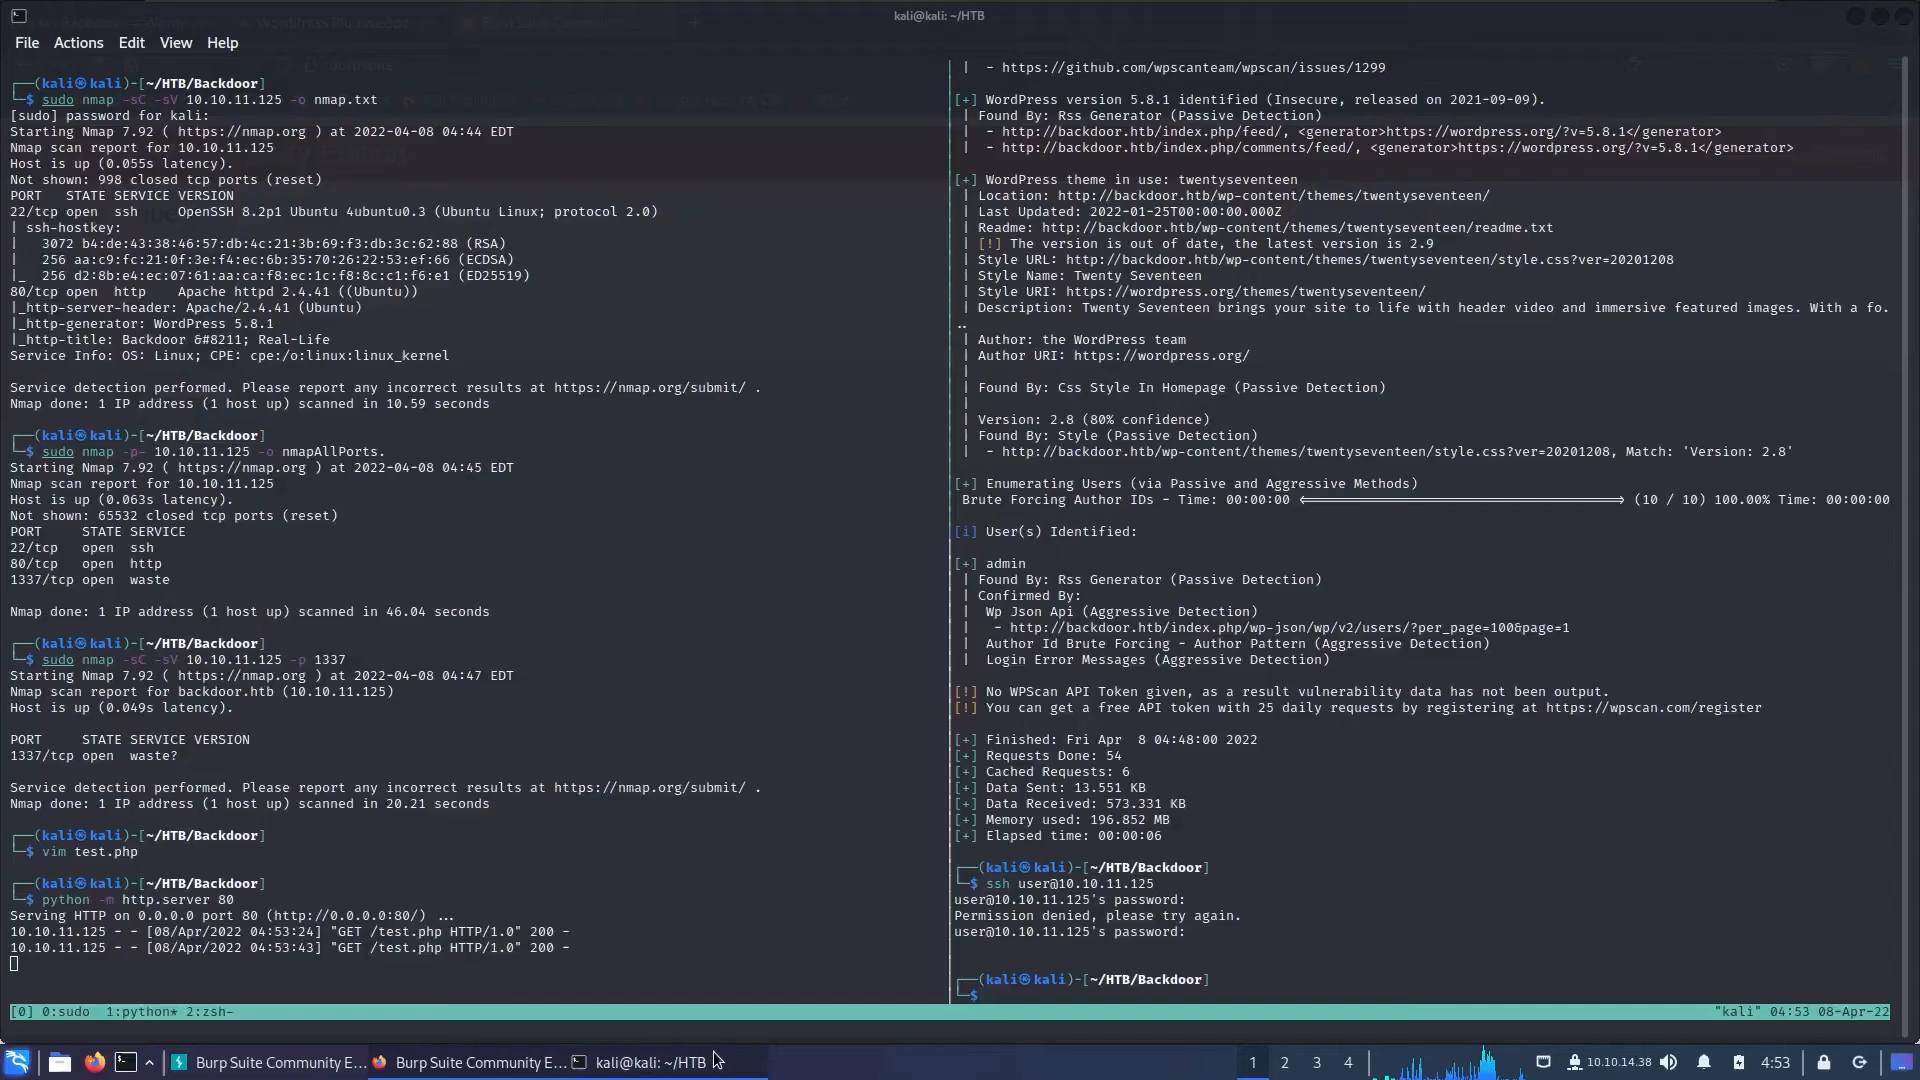 kali@kali: ~/HTB
File Actions Edit View Help
┌──(kali㉿kali)-[~/HTB/Backdoor]
└─$ sudo nmap -sC -sV 10.10.11.125 -o nmap.txt
[sudo] password for kali:
Starting Nmap 7.92 ( https://nmap.org ) at 2022-04-08 04:44 EDT
Nmap scan report for 10.10.11.125
Host is up (0.055s latency).
Not shown: 998 closed tcp ports (reset)
PORT   STATE SERVICE VERSION
22/tcp open  ssh     OpenSSH 8.2p1 Ubuntu 4ubuntu0.3 (Ubuntu Linux; protocol 2.0)
| ssh-hostkey:
|   3072 b4:de:43:38:46:57:db:4c:21:3b:69:f3:db:3c:62:88 (RSA)
|   256 aa:c9:fc:21:0f:3e:f4:ec:6b:35:70:26:22:53:ef:66 (ECDSA)
|_  256 d2:8b:e4:ec:07:61:aa:ca:f8:ec:1c:f8:8c:c1:f6:e1 (ED25519)
80/tcp open  http    Apache httpd 2.4.41 ((Ubuntu))
|_http-server-header: Apache/2.4.41 (Ubuntu)
|_http-generator: WordPress 5.8.1
|_http-title: Backdoor &#8211; Real-Life
Service Info: OS: Linux; CPE: cpe:/o:linux:linux_kernel
Service detection performed. Please report any incorrect results at https://nmap.org/submit/ .
Nmap done: 1 IP address (1 host up) scanned in 10.59 seconds
┌──(kali㉿kali)-[~/HTB/Backdoor]
└─$ sudo nmap -p- 10.10.11.125 -o nmapAllPorts.
Starting Nmap 7.92 ( https://nmap.org ) at 2022-04-08 04:45 EDT
Nmap scan report for 10.10.11.125
Host is up (0.063s latency).
Not shown: 65532 closed tcp ports (reset)
PORT     STATE SERVICE
22/tcp   open  ssh
80/tcp   open  http
1337/tcp open  waste
Nmap done: 1 IP address (1 host up) scanned in 46.04 seconds
┌──(kali㉿kali)-[~/HTB/Backdoor]
└─$ sudo nmap -sC -sV 10.10.11.125 -p 1337
Starting Nmap 7.92 ( https://nmap.org ) at 2022-04-08 04:47 EDT
Nmap scan report for backdoor.htb (10.10.11.125)
Host is up (0.049s latency).
PORT     STATE SERVICE VERSION
1337/tcp open  waste?
Service detection performed. Please report any incorrect results at https://nmap.org/submit/ .
Nmap done: 1 IP address (1 host up) scanned in 20.21 seconds
┌──(kali㉿kali)-[~/HTB/Backdoor]
└─$ vim test.php
┌──(kali㉿kali)-[~/HTB/Backdoor]
└─$ python -m http.server 80
Serving HTTP on 0.0.0.0 port 80 (http://0.0.0.0:80/) ...
10.10.11.125 - - [08/Apr/2022 04:53:24] "GET /test.php HTTP/1.0" 200 -
10.10.11.125 - - [08/Apr/2022 04:53:43] "GET /test.php HTTP/1.0" 200 -
|  - https://github.com/wpscanteam/wpscan/issues/1299
[+] WordPress version 5.8.1 identified (Insecure, released on 2021-09-09).
| Found By: Rss Generator (Passive Detection)
|  - http://backdoor.htb/index.php/feed/, <generator>https://wordpress.org/?v=5.8.1</generator>
|  - http://backdoor.htb/index.php/comments/feed/, <generator>https://wordpress.org/?v=5.8.1</generator>
[+] WordPress theme in use: twentyseventeen
| Location: http://backdoor.htb/wp-content/themes/twentyseventeen/
| Last Updated: 2022-01-25T00:00:00.000Z
| Readme: http://backdoor.htb/wp-content/themes/twentyseventeen/readme.txt
| [!] The version is out of date, the latest version is 2.9
| Style URL: http://backdoor.htb/wp-content/themes/twentyseventeen/style.css?ver=20201208
| Style Name: Twenty Seventeen
| Style URI: https://wordpress.org/themes/twentyseventeen/
| Description: Twenty Seventeen brings your site to life with header video and immersive featured images. With a fo.
..
| Author: the WordPress team
| Author URI: https://wordpress.org/
|
| Found By: Css Style In Homepage (Passive Detection)
|
| Version: 2.8 (80% confidence)
| Found By: Style (Passive Detection)
|  - http://backdoor.htb/wp-content/themes/twentyseventeen/style.css?ver=20201208, Match: 'Version: 2.8'
[+] Enumerating Users (via Passive and Aggressive Methods)
Brute Forcing Author IDs - Time: 00:00:00 <==========> (10 / 10) 100.00% Time: 00:00:00
[i] User(s) Identified:
[+] admin
| Found By: Rss Generator (Passive Detection)
| Confirmed By:
|  Wp Json Api (Aggressive Detection)
|   - http://backdoor.htb/index.php/wp-json/wp/v2/users/?per_page=100&page=1
|  Author Id Brute Forcing - Author Pattern (Aggressive Detection)
|  Login Error Messages (Aggressive Detection)
[!] No WPScan API Token given, as a result vulnerability data has not been output.
[!] You can get a free API token with 25 daily requests by registering at https://wpscan.com/register
[+] Finished: Fri Apr  8 04:48:00 2022
[+] Requests Done: 54
[+] Cached Requests: 6
[+] Data Sent: 13.551 KB
[+] Data Received: 573.331 KB
[+] Memory used: 196.852 MB
[+] Elapsed time: 00:00:06
┌──(kali㉿kali)-[~/HTB/Backdoor]
└─$ ssh user@10.10.11.125
user@10.10.11.125's password:
Permission denied, please try again.
user@10.10.11.125's password:
┌──(kali㉿kali)-[~/HTB/Backdoor]
└─$
[0] 0:sudo  1:python* 2:zsh-
"kali" 04:53 08-Apr-22
Burp Suite Community E...
Burp Suite Community E...
kali@kali: ~/HTB
1 2 3 4
10.10.14.38
4:53